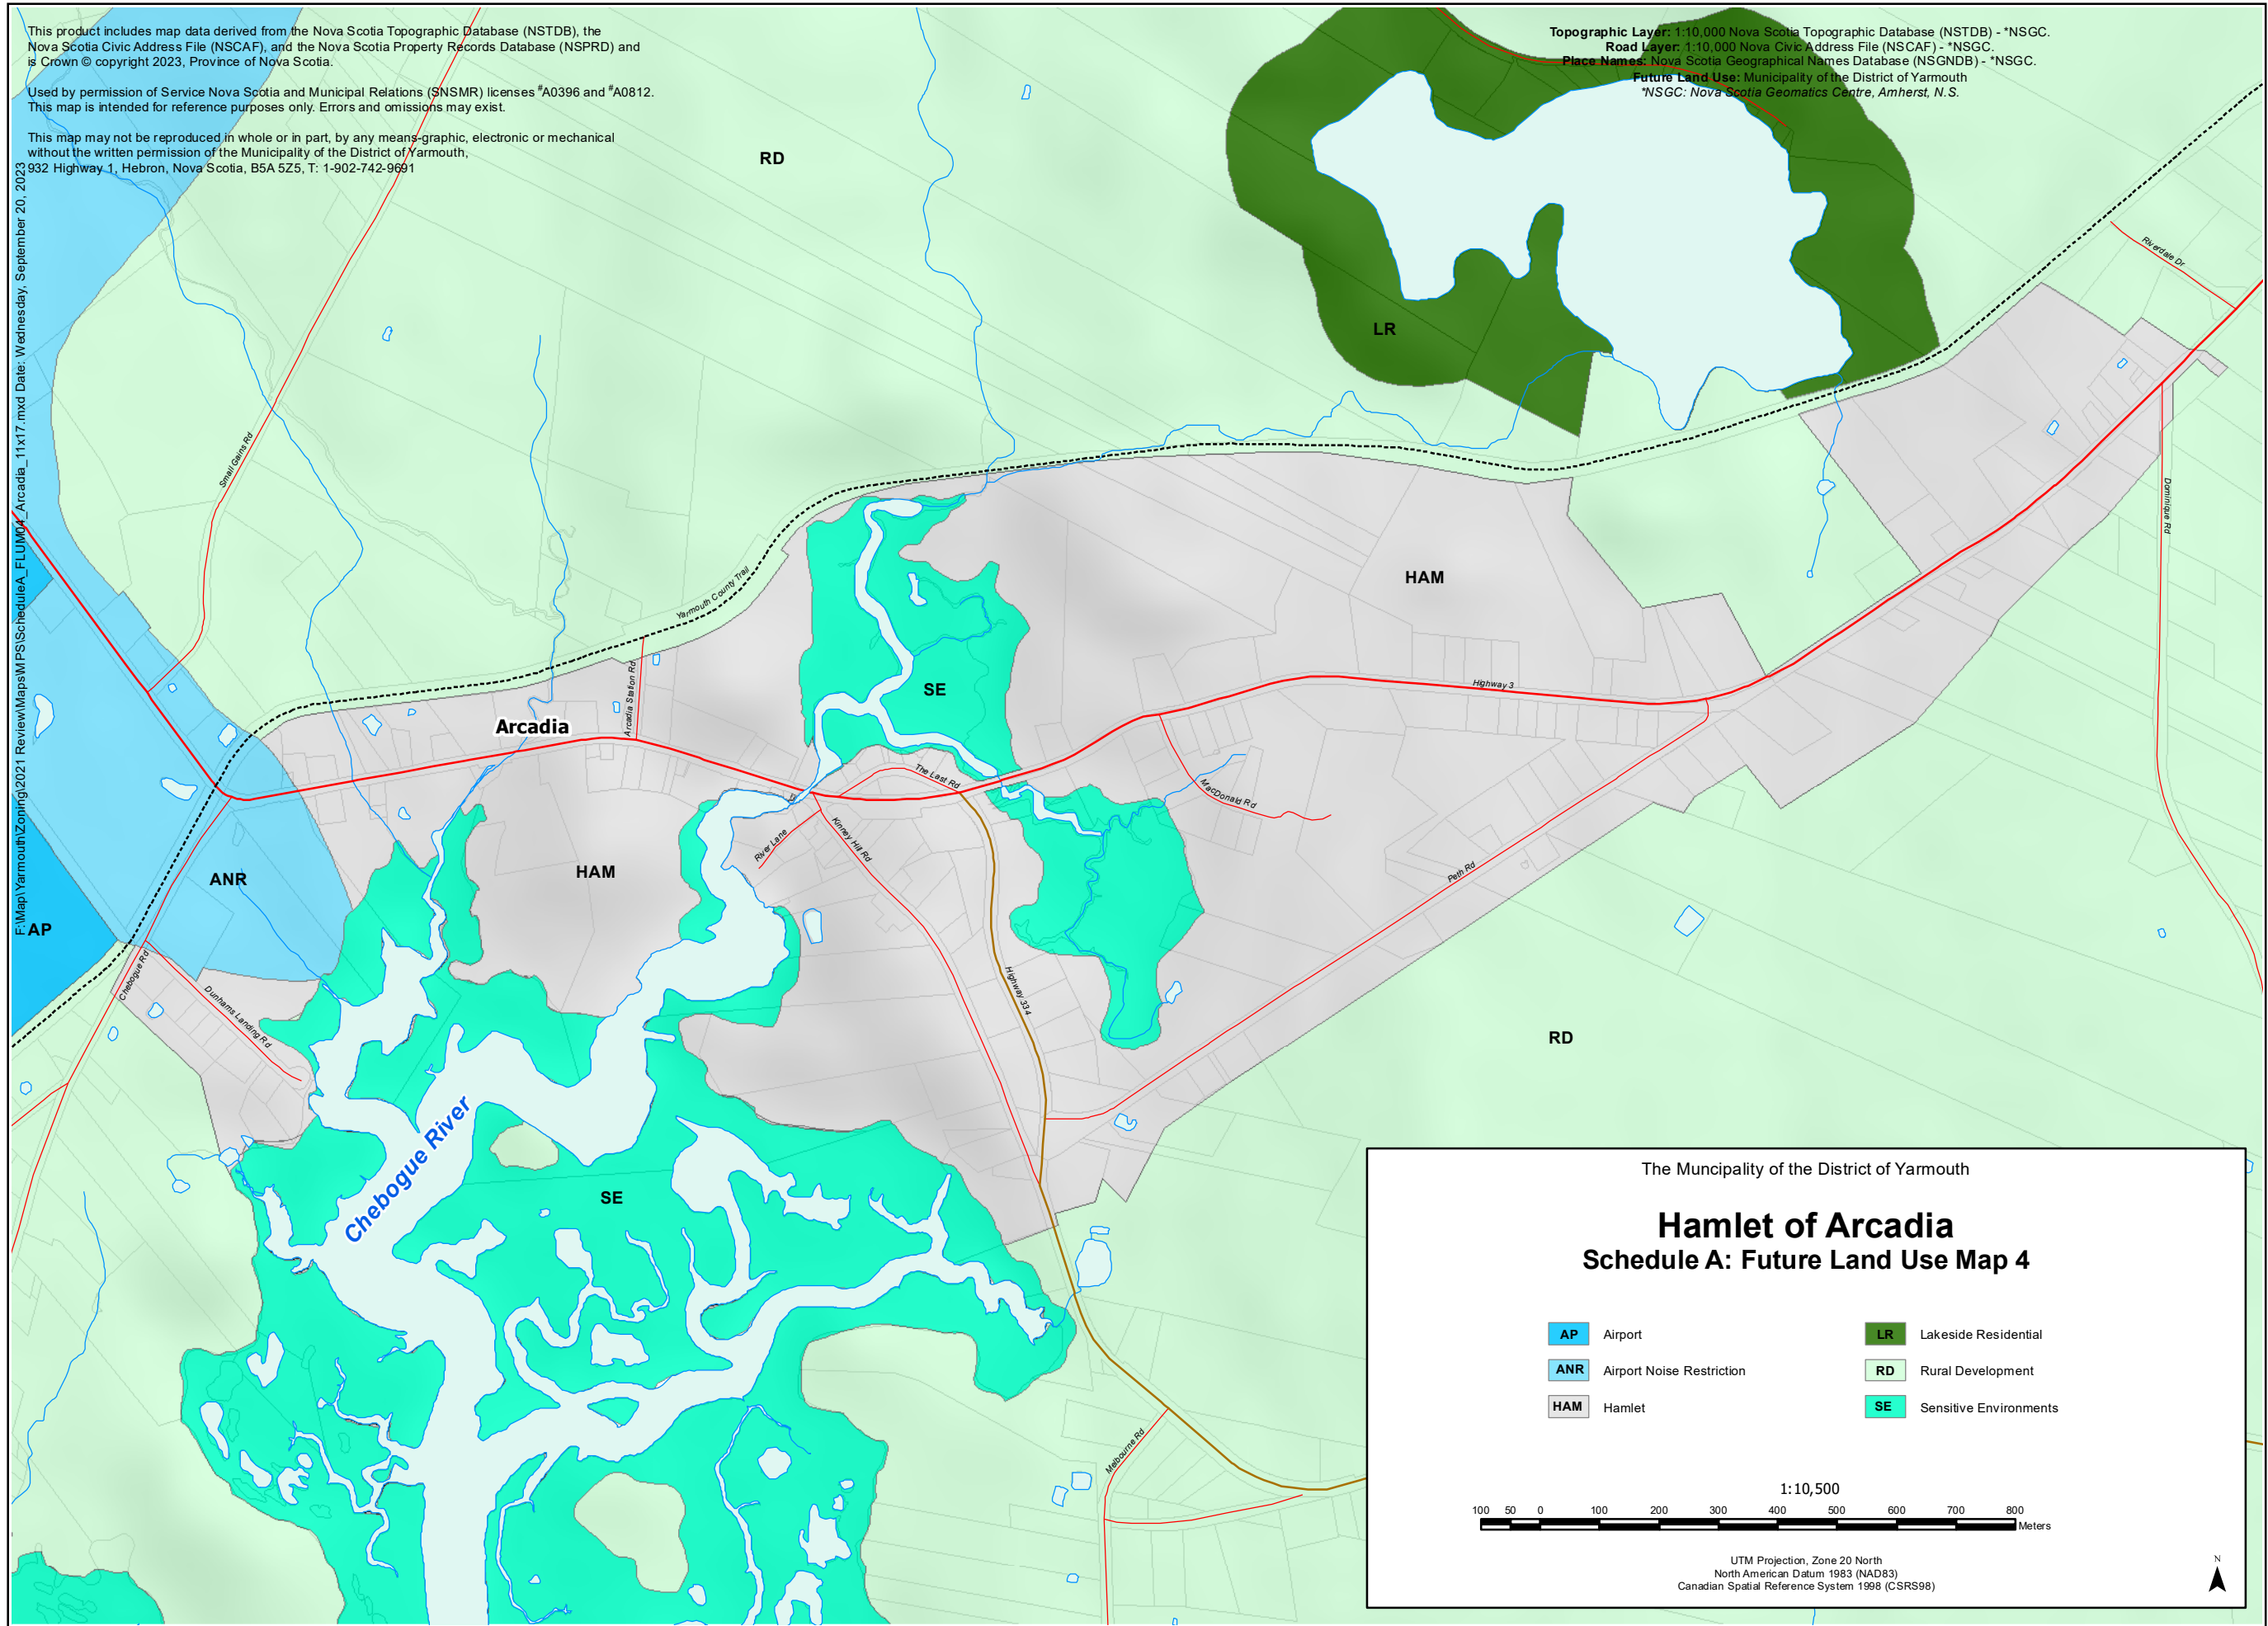 This product includes map data derived from the Nova Scotia Topographic Database (NSTDB), the
Nova Scotia Civic Address File (NSCAF), and the Nova Scotia Property Records Database (NSPRD) and
is Crown © copyright 2023, Province of Nova Scotia.
Used by permission of Service Nova Scotia and Municipal Relations (SNSMR) licenses #A0396 and #A0812.
This map is intended for reference purposes only. Errors and omissions may exist.
This map may not be reproduced in whole or in part, by any means-graphic, electronic or mechanical
without the written permission of the Municipality of the District of Yarmouth,
932 Highway 1, Hebron, Nova Scotia, B5A 5Z5, T: 1-902-742-9691
Topographic Layer: 1:10,000 Nova Scotia Topographic Database (NSTDB) - *NSGC.
Road Layer: 1:10,000 Nova Civic Address File (NSCAF) - *NSGC.
Place Names: Nova Scotia Geographical Names Database (NSGNDB) - *NSGC.
Future Land Use: Municipality of the District of Yarmouth
*NSGC: Nova Scotia Geomatics Centre, Amherst, N.S.
F:\Map\Yarmouth\Zoning\2021 Review\Maps\MPS\ScheduleA_FLUM04_Arcadia_11x17.mxd Date: Wednesday, September 20, 2023
RD
LR
Riverdale Dr
Small Gains Rd
Dominique Rd
Yarmouth County Trail
HAM
Arcadia Station Rd
SE
Highway 3
Arcadia
The Last Rd
MacDonald Rd
River Lane
Kinney Hill Rd
HAM
ANR
Peth Rd
AP
Chebogue Rd
Dunhams Landing Rd
Highway 334
RD
Chebogue River
SE
Melbourne Rd
The Muncipality of the District of Yarmouth
Hamlet of Arcadia
Schedule A: Future Land Use Map 4
AP Airport
LR Lakeside Residential
ANR Airport Noise Restriction
RD Rural Development
HAM Hamlet
SE Sensitive Environments
1:10,500
100 50 0 100 200 300 400 500 600 700 800
Meters
UTM Projection, Zone 20 North
North American Datum 1983 (NAD83)
Canadian Spatial Reference System 1998 (CSRS98)
N